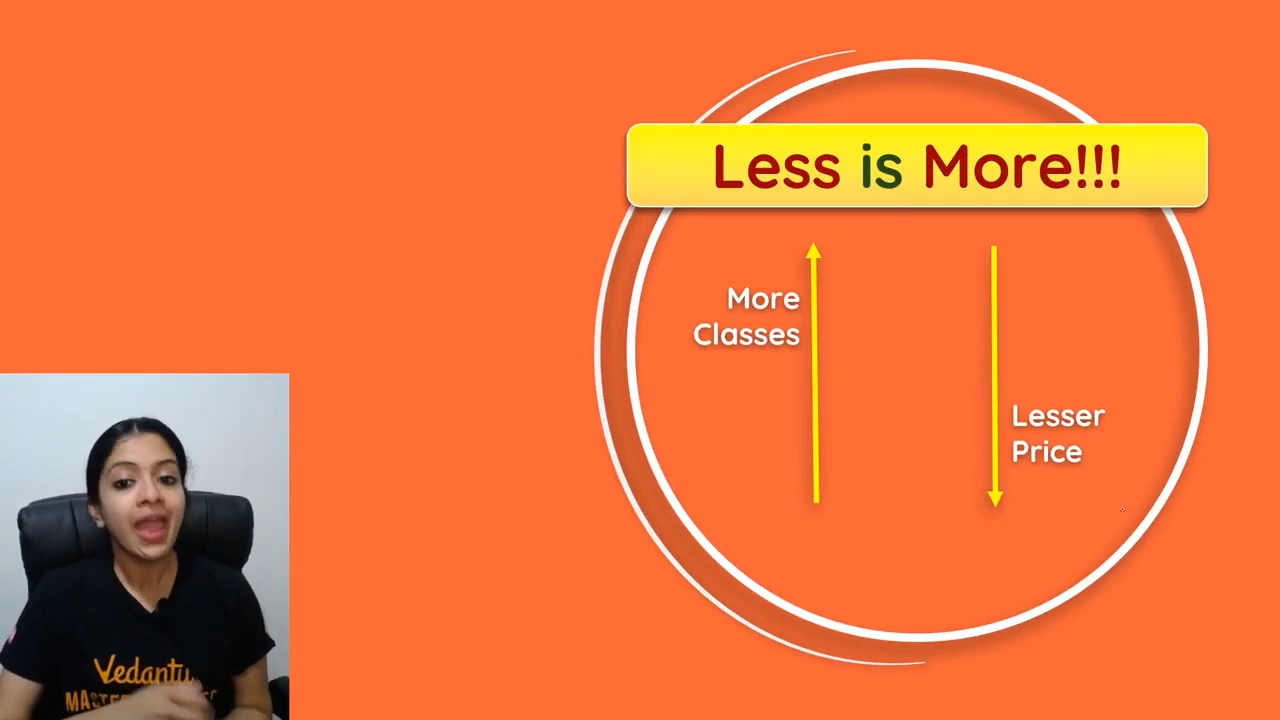 Less is More!!!
More
Classes
Lesser
Price
Vedantu